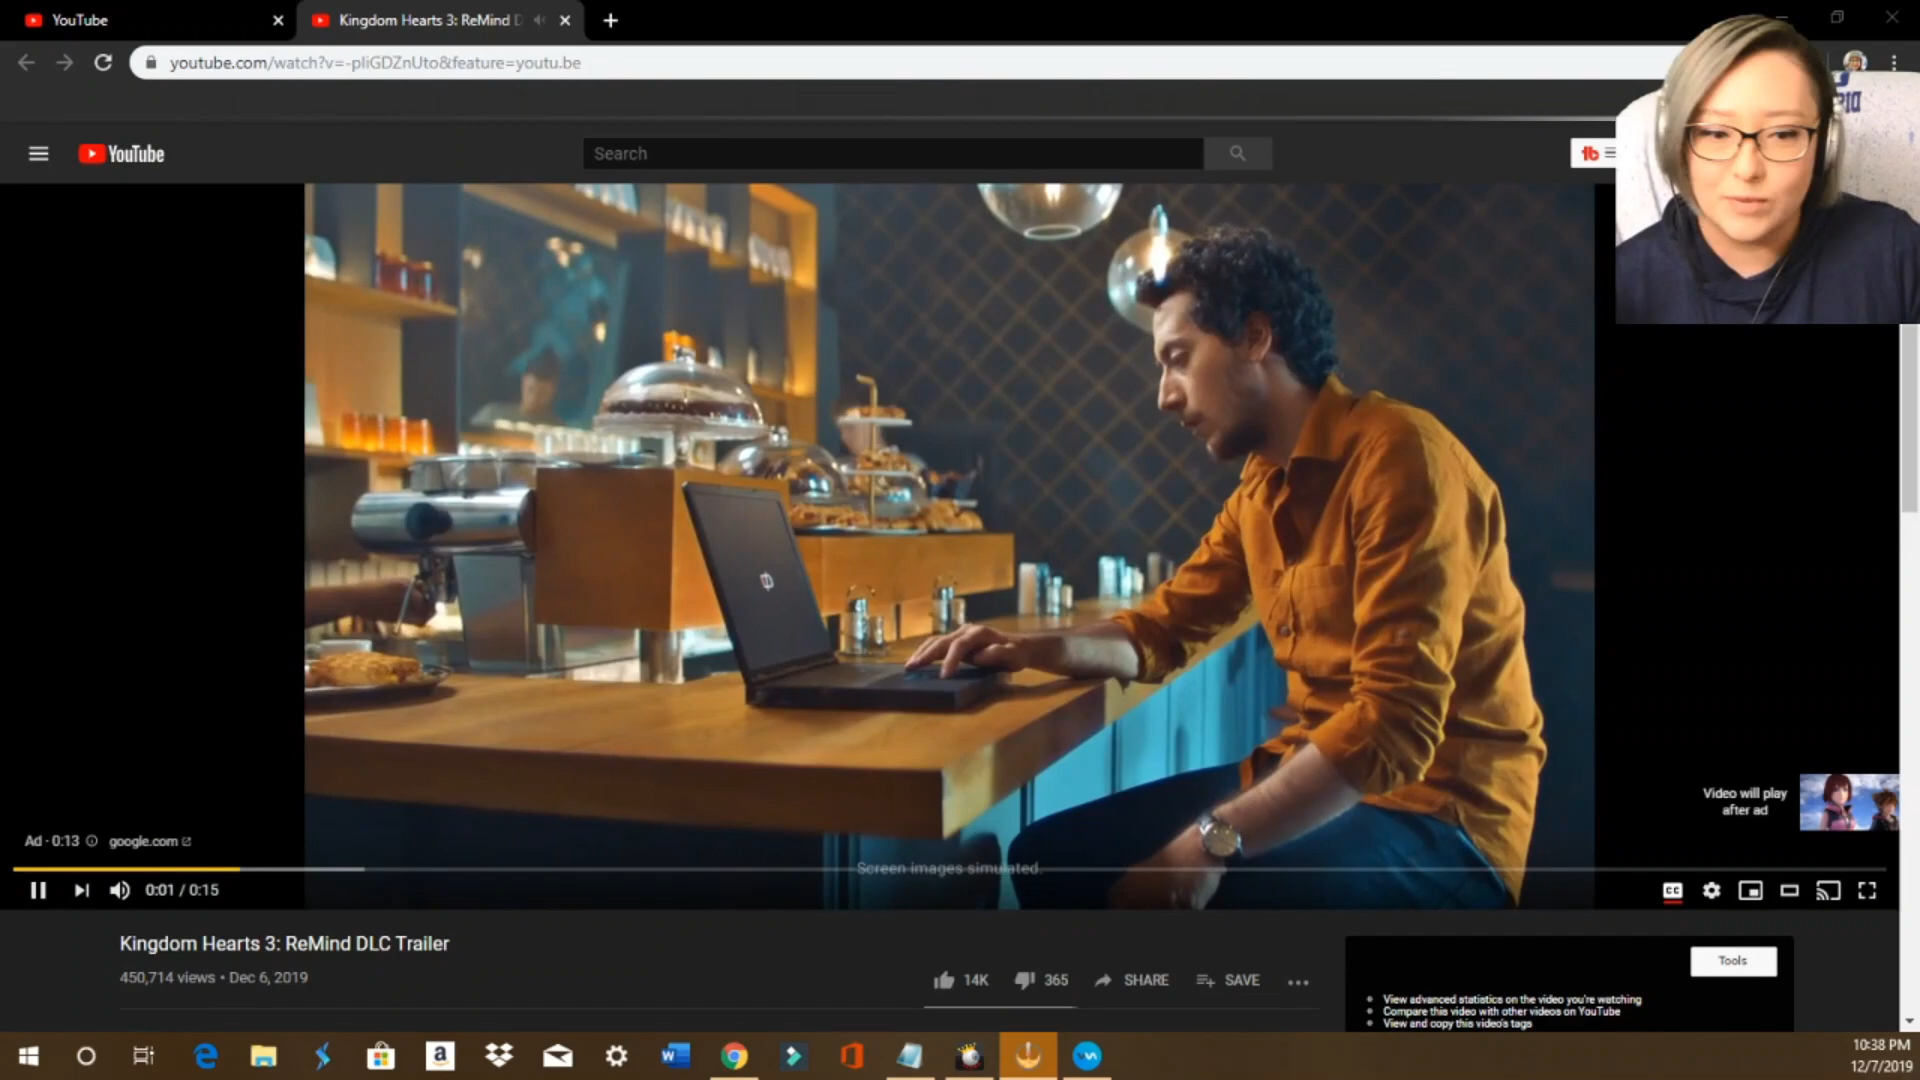 YouTube
Kingdom Hearts 3: ReMind D
youtube.com/watch?v=-pliGDZnUto&feature=youtu.be
YouTube
Search
tb
Video will play
after ad
Ad · 0:13
google.com
Screen images simulated.
0:01 / 0:15
CC
Kingdom Hearts 3: ReMind DLC Trailer
450,714 views • Dec 6, 2019
14K
365
SHARE
SAVE
Tools
View advanced statistics on the video you're watching
Compare this video with other videos on YouTube
View and copy this video's tags
10:38 PM
12/7/2019